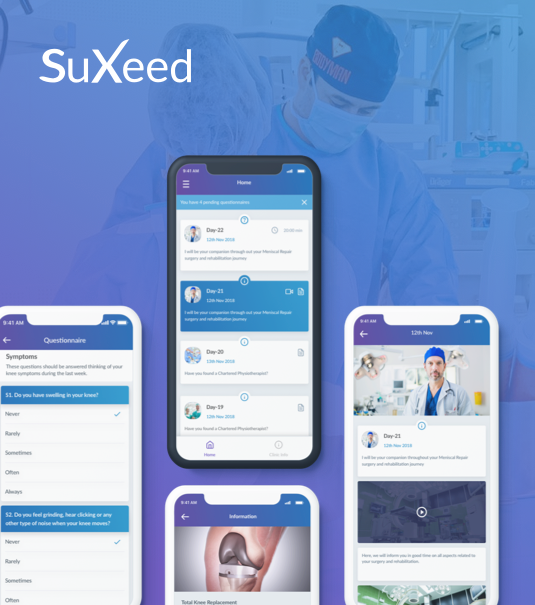 SuXeed
9:41 AM
Home
You have 4 pending questionnaire
Day-22
12th Nov 2018
I will be your companion through out your Meniscal Repair
surgery and rehabilitation journey
Day-21
12th Nov 2018
I will be your companion through out your Meniscal Repair
surgery and rehabilitation journey
Day-20
12th Nov 2018
Have you found a Chartered Physiotherapist?
Day-19
12th Nov 2018
Have you found a Chartered Physiotherapist?
Home
9:41 AM
Questionnaire
Symptoms
These questions should be answered thinking of your
knee symptoms during the last week.
S1. Do you have swelling in your knee?
Never
Rarely
Sometimes
Often
Always
S2. Do you feel grinding, hear clicking or any
other type of noise when your knee moves?
Never
Rarely
Sometimes
Often
9:41 AM
Information
Total Knee Replacement
9:41 AM
12th Nov
Day-21
12th Nov 2018
I will be your companion throughout your Meniscal Repair
surgery and rehabilitation journey.
Here, we will inform you in good time on all aspects related to
your surgery and rehabilitation.